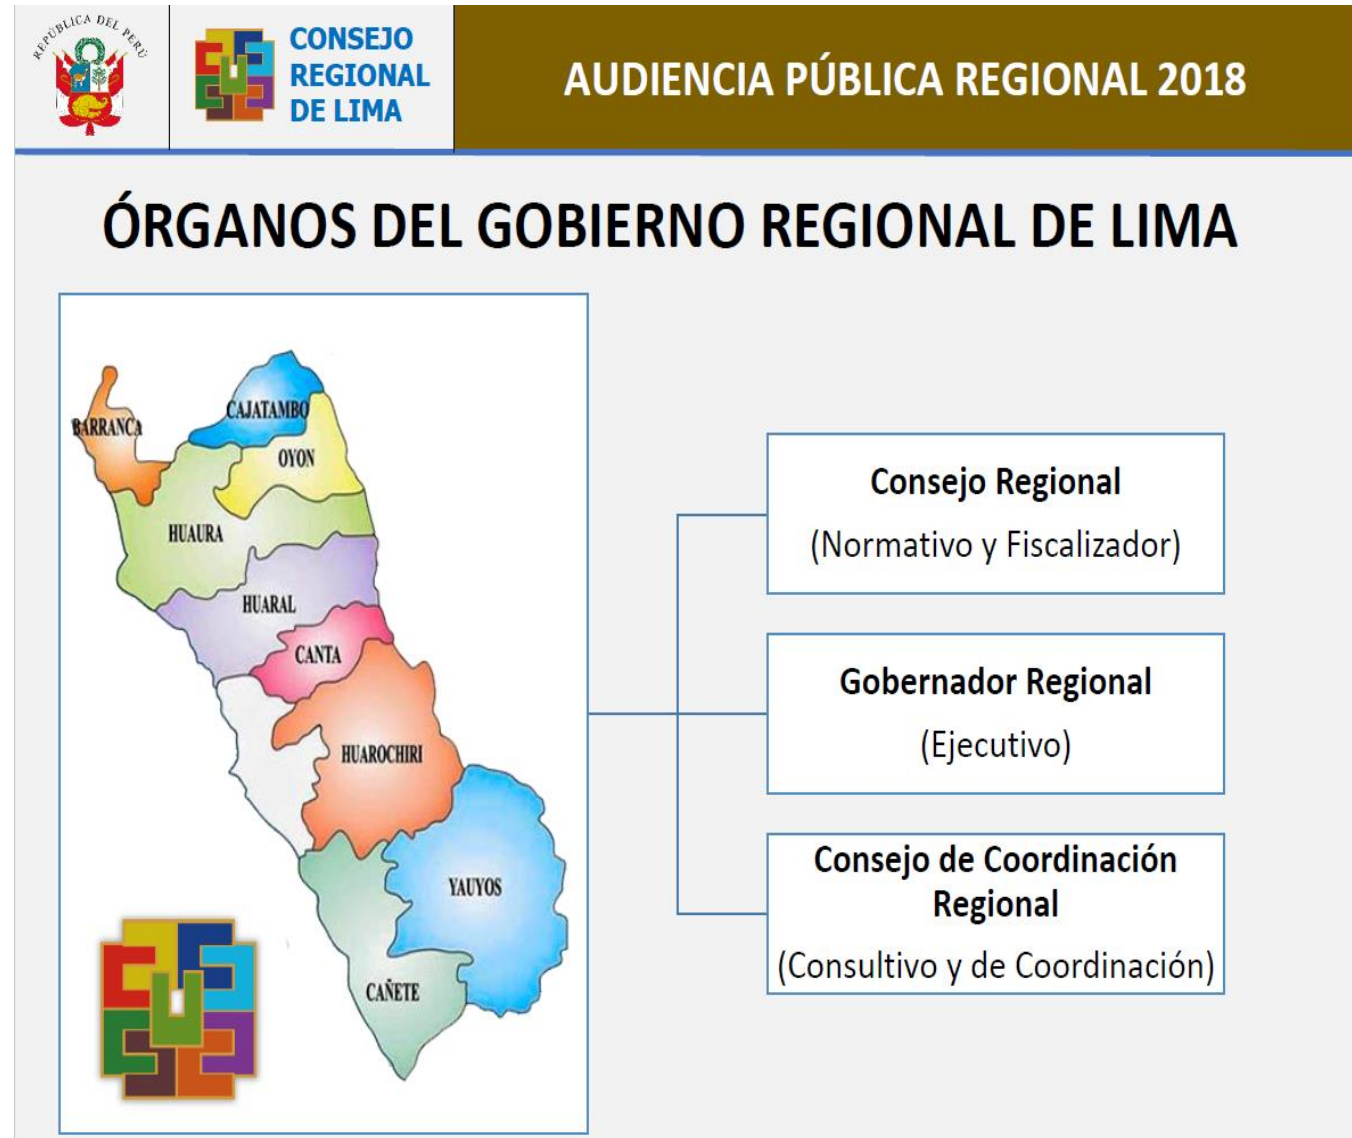 REPÚBLICA DEL PERÚ
CONSEJO
REGIONAL
DE LIMA
AUDIENCIA PÚBLICA REGIONAL 2018
ÓRGANOS DEL GOBIERNO REGIONAL DE LIMA
CAJATAMBO
BARRANCA
OYON
HUAURA
HUARAL
CANTA
HUAROCHIRI
YAUYOS
CAÑETE
Consejo Regional
(Normativo y Fiscalizador)
Gobernador Regional
(Ejecutivo)
Consejo de Coordinación
Regional
(Consultivo y de Coordinación)